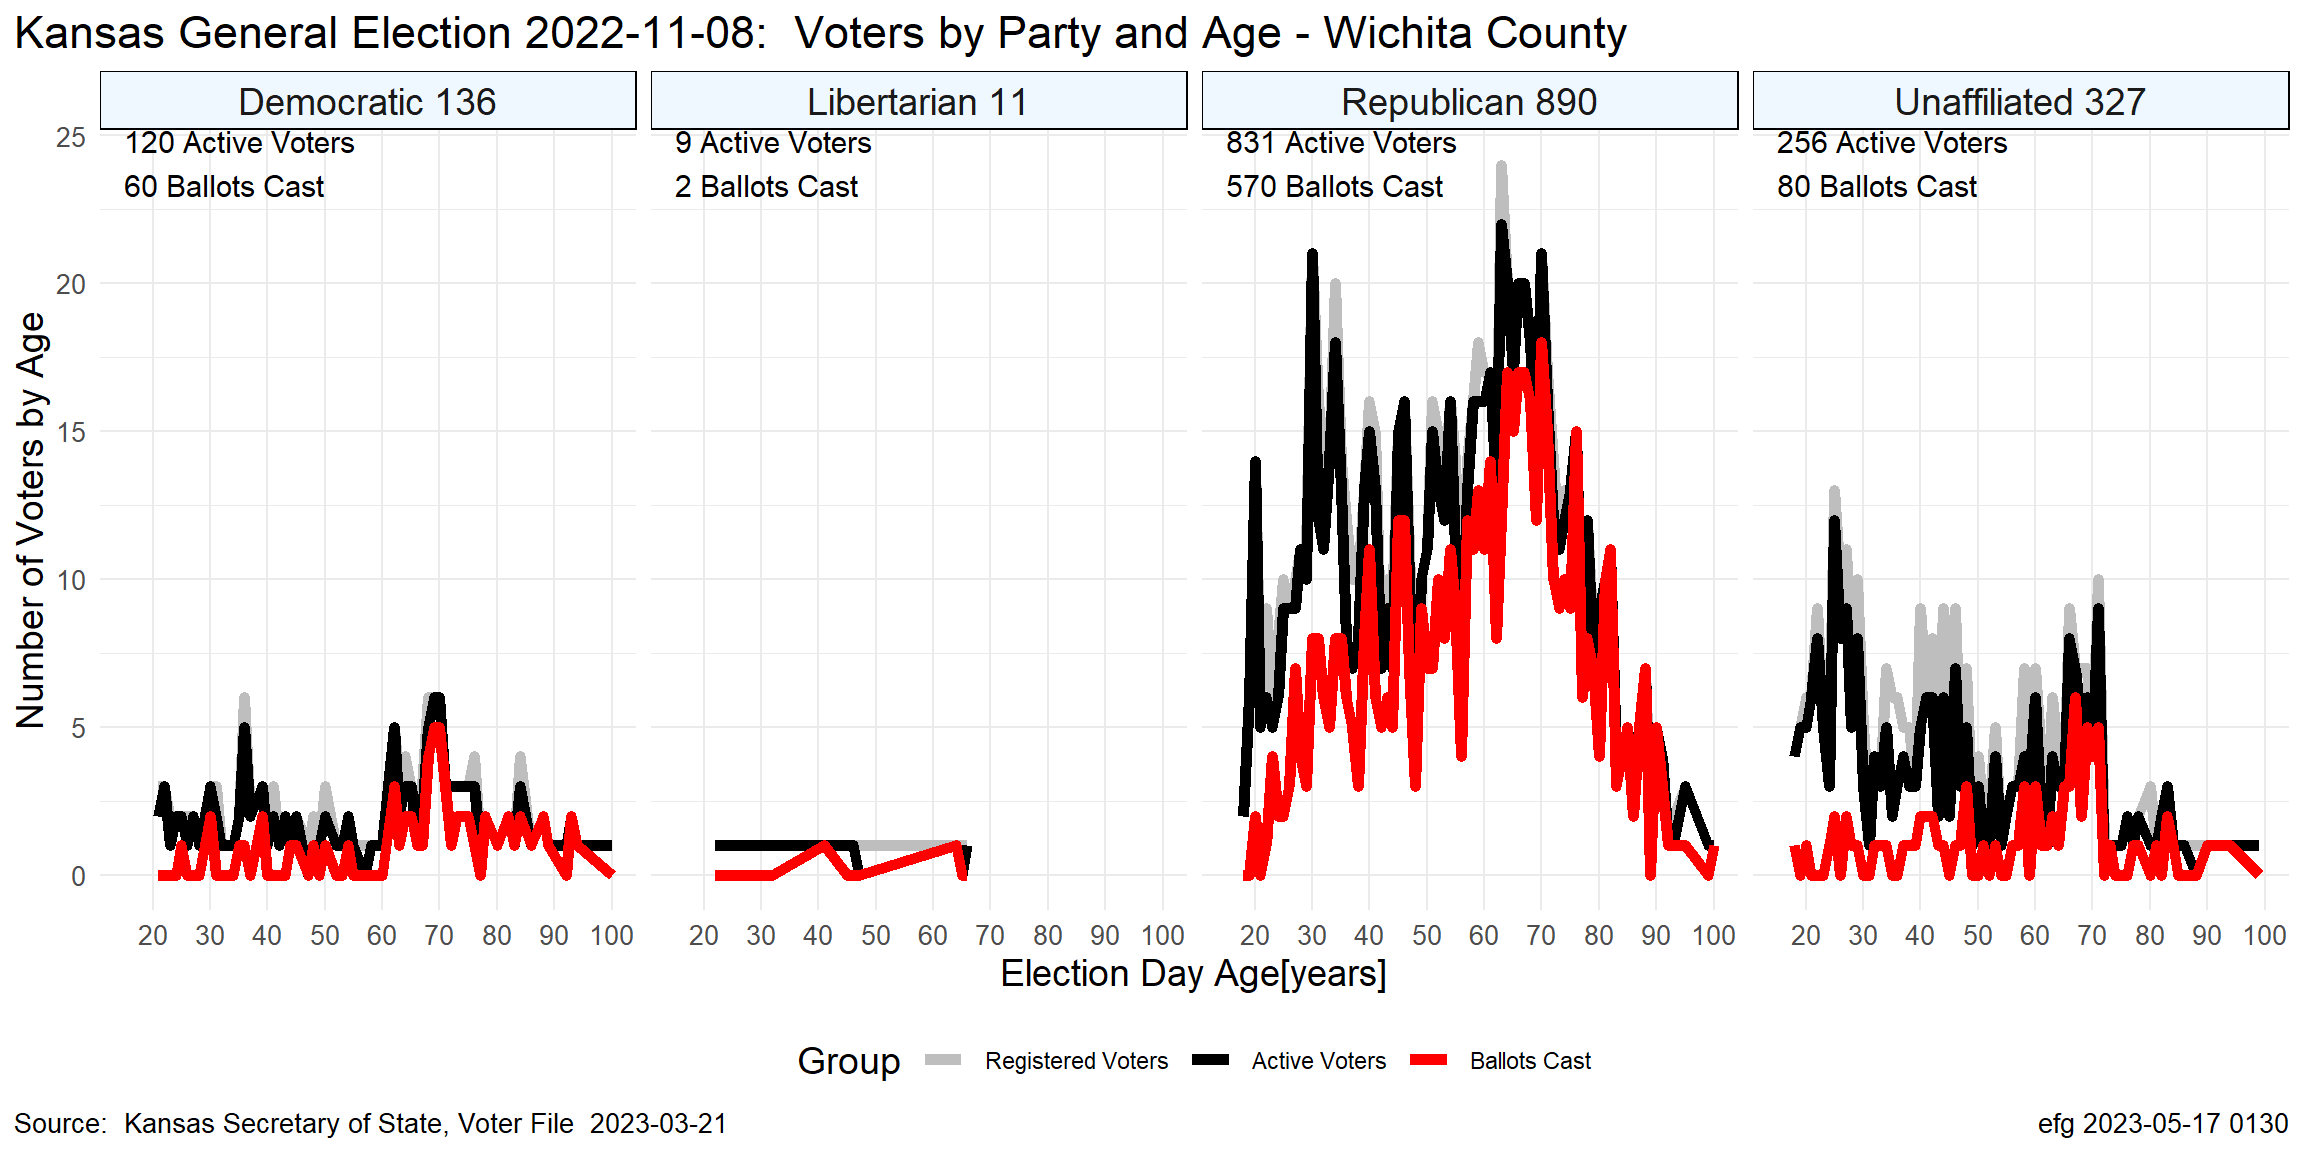 Kansas General Election 2022-11-08:  Voters by Party and Age - Wichita County
Democratic 136
Libertarian 11
Republican 890
Unaffiliated 327
120 Active Voters
60 Ballots Cast
9 Active Voters
2 Ballots Cast
831 Active Voters
570 Ballots Cast
256 Active Voters
80 Ballots Cast
Number of Voters by Age
25
20
15
10
5
0
20 30 40 50 60 70 80 90 100
20 30 40 50 60 70 80 90 100
20 30 40 50 60 70 80 90 100
20 30 40 50 60 70 80 90 100
Election Day Age[years]
Group Registered Voters Active Voters Ballots Cast
Source:  Kansas Secretary of State, Voter File  2023-03-21
efg 2023-05-17 0130